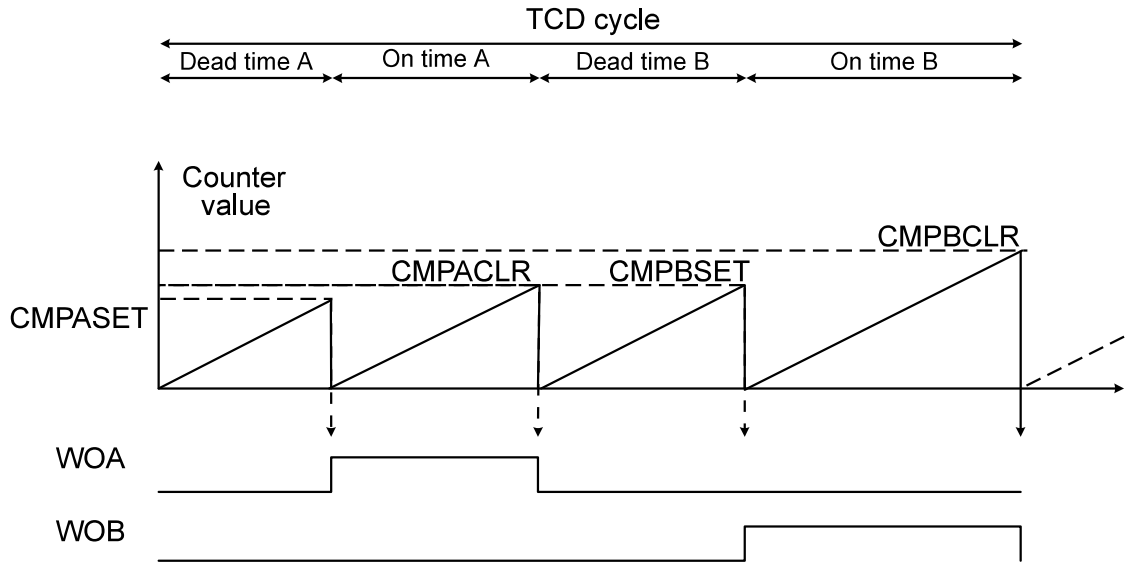 TCD cycle
Dead time A
On time A
Dead time B
On time B
Counter
value
CMPBCLR
CMPACLR
CMPBSET
CMPASET
WOA
WOB